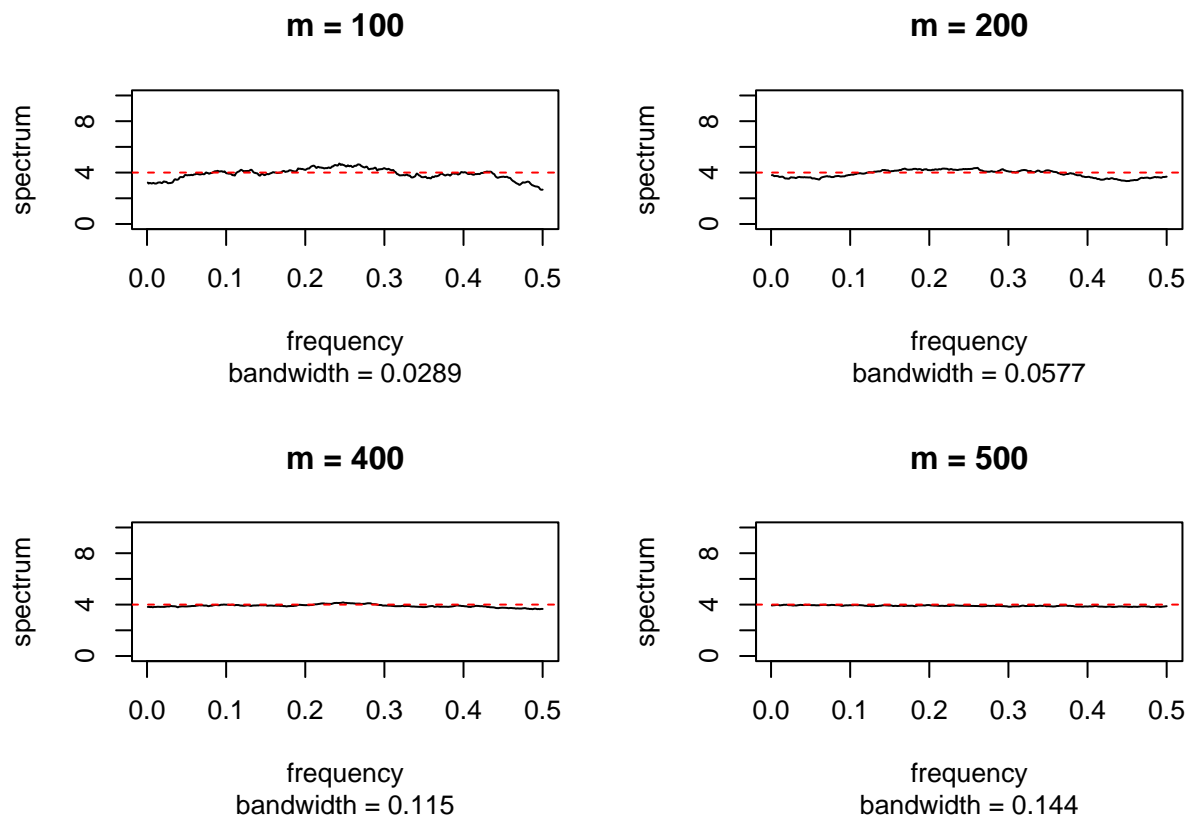 m = 100
spectrum
0 4 8
0.0 0.1 0.2 0.3 0.4 0.5
frequency
bandwidth = 0.0289
m = 200
spectrum
0 4 8
0.0 0.1 0.2 0.3 0.4 0.5
frequency
bandwidth = 0.0577
m = 400
spectrum
0 4 8
0.0 0.1 0.2 0.3 0.4 0.5
frequency
bandwidth = 0.115
m = 500
spectrum
0 4 8
0.0 0.1 0.2 0.3 0.4 0.5
frequency
bandwidth = 0.144